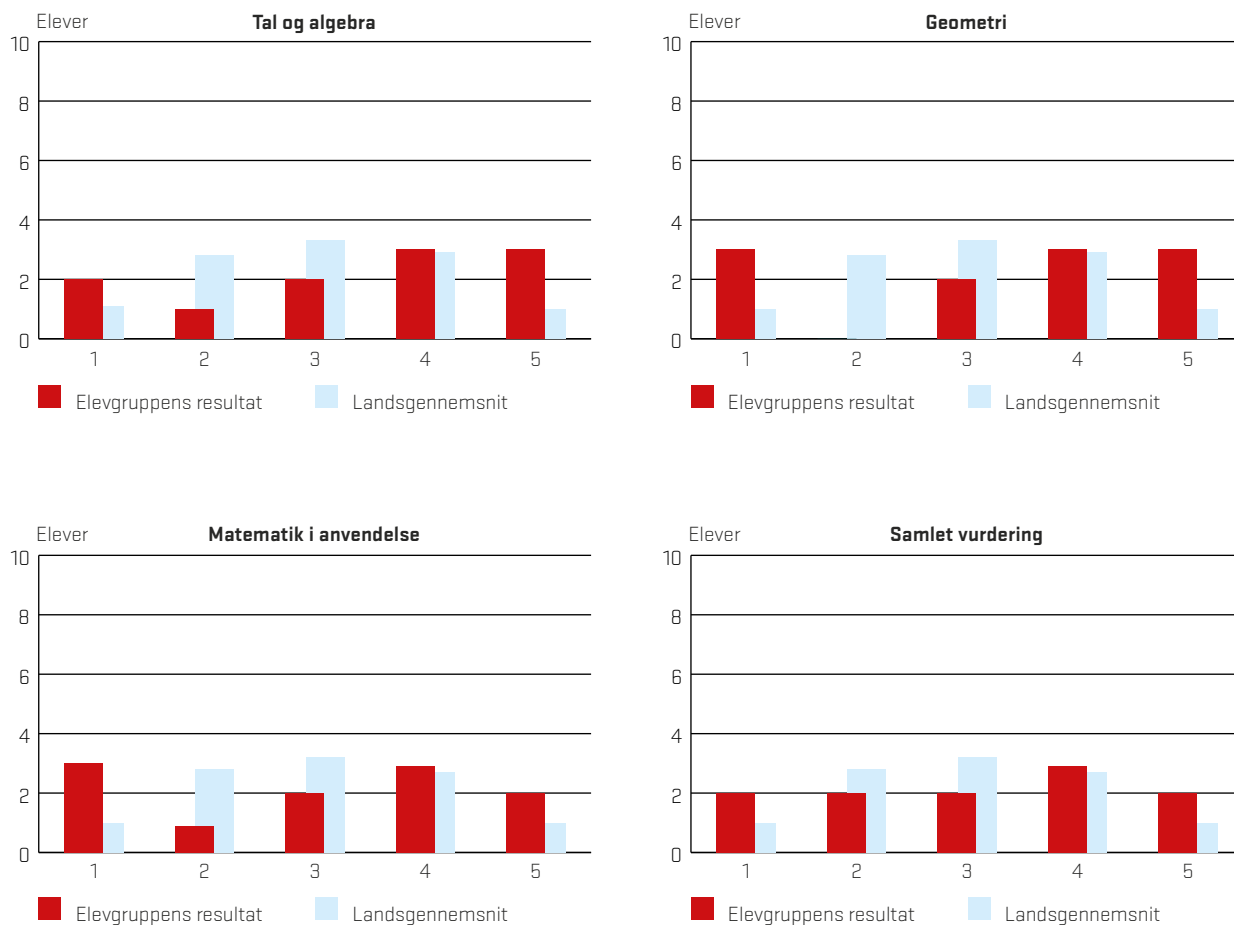 Elever
Tal og algebra
10
8
6
4
2
0
1 2 3 4 5
Elevgruppens resultat Landsgennemsnit
Elever
Geometri
10
8
6
4
2
0
1 2 3 4 5
Elevgruppens resultat Landsgennemsnit
Elever
Matematik i anvendelse
10
8
6
4
2
0
1 2 3 4 5
Elevgruppens resultat Landsgennemsnit
Elever
Samlet vurdering
10
8
6
4
2
0
1 2 3 4 5
Elevgruppens resultat Landsgennemsnit